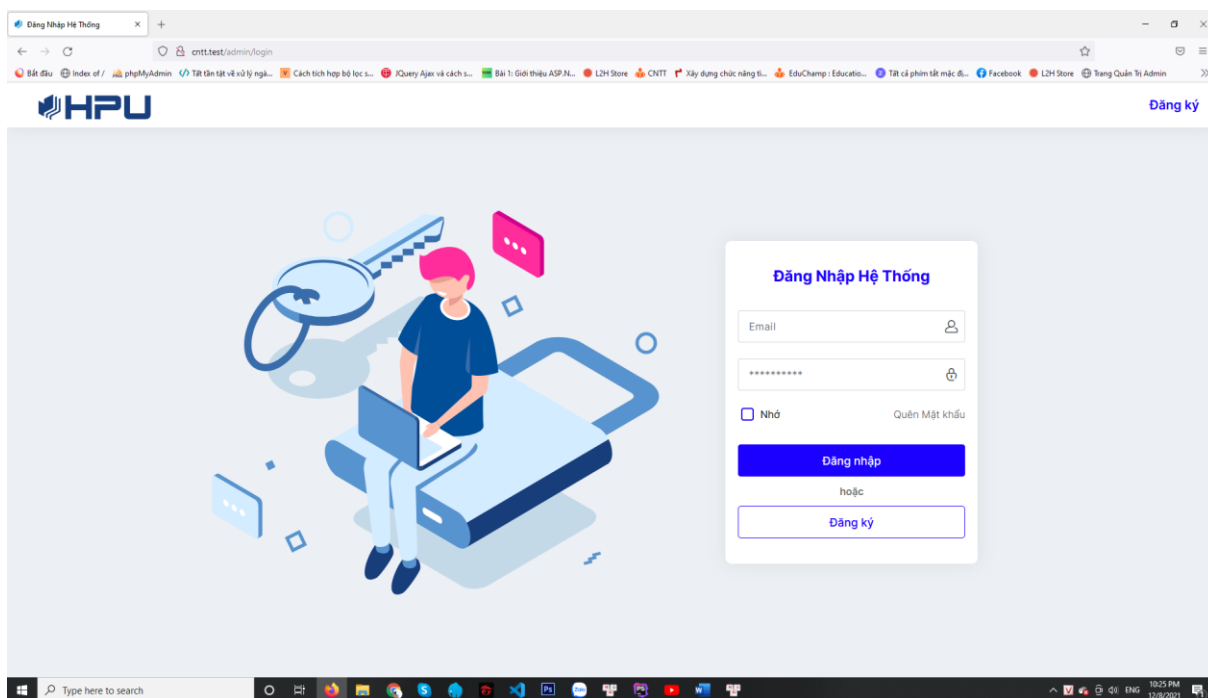 Đăng Nhập Hệ Thống
cntt.test/admin/login
Bắt đầu Index of / phpMyAdmin Tất tần tật về xử lý ngà... Cách tích hợp bộ lọc s... JQuery Ajax và cách s... Bài 1: Giới thiệu ASP.N... L2H Store CNTT Xây dựng chức năng tì... EduChamp : Educatio... Tất cả phím tắt mặc đị... Facebook L2H Store Trang Quản Trị Admin
HPU
Đăng ký
Đăng Nhập Hệ Thống
Email
**********
Nhớ Quên Mật khẩu
Đăng nhập
hoặc
Đăng ký
Type here to search
ENG
10:25 PM
12/8/2021